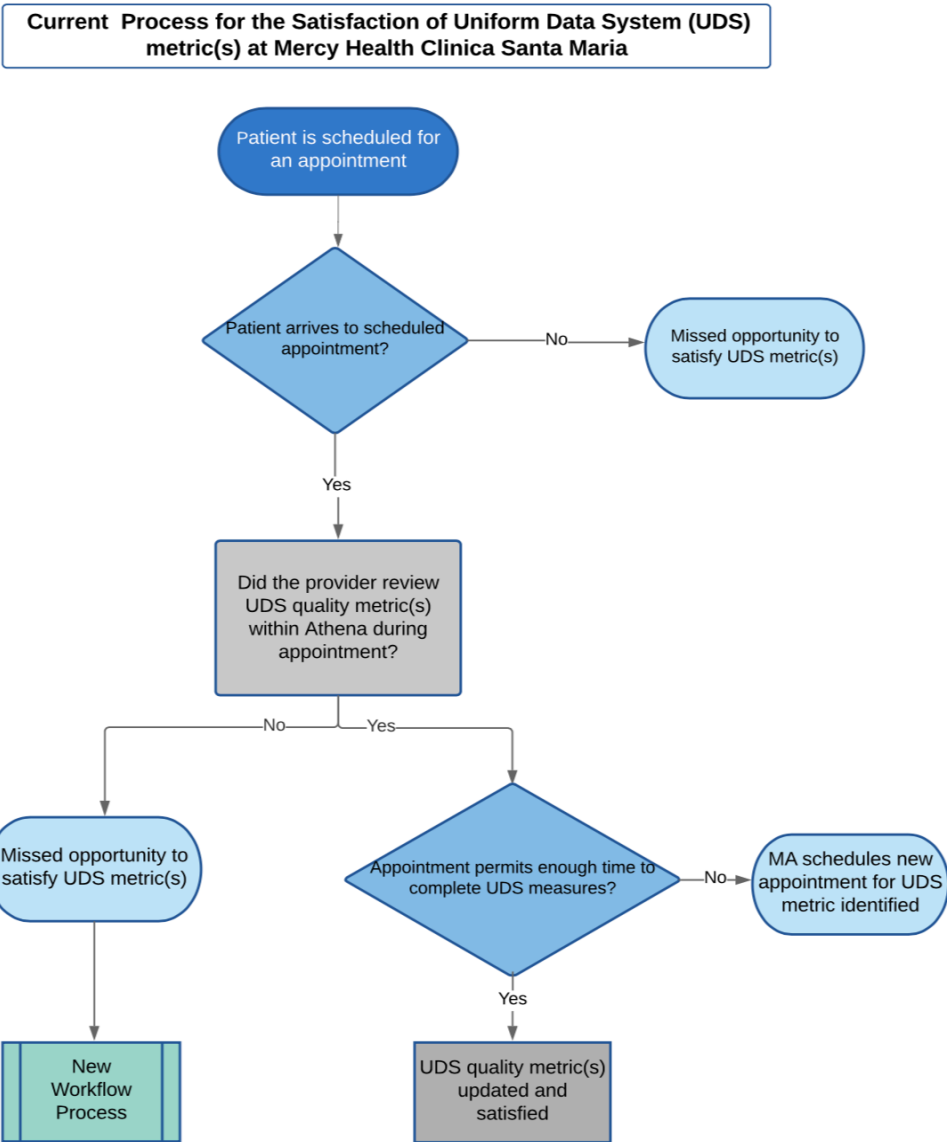 Current  Process for the Satisfaction of Uniform Data System (UDS)
metric(s) at Mercy Health Clinica Santa Maria
Patient is scheduled for
an appointment
Patient arrives to scheduled
appointment?
No
Missed opportunity to
satisfy UDS metric(s)
Yes
Did the provider review
UDS quality metric(s)
within Athena during
appointment?
No
Yes
Missed opportunity to
satisfy UDS metric(s)
Appointment permits enough time to
complete UDS measures?
No
MA schedules new
appointment for UDS
metric identified
Yes
New
Workflow
Process
UDS quality metric(s)
updated and
satisfied